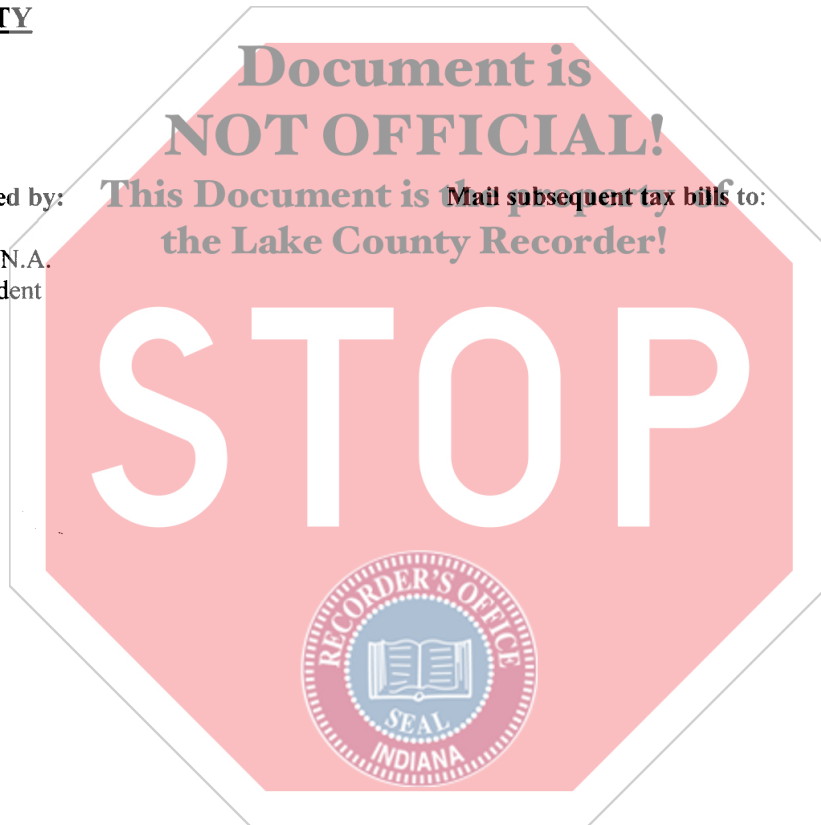 TY
Document is
NOT OFFICIAL!
ed by:
This Document is the property of
Mail subsequent tax bills to:
N.A.
the Lake County Recorder!
dent
STOP
RECORDER'S OFFICE
SEAL
INDIANA